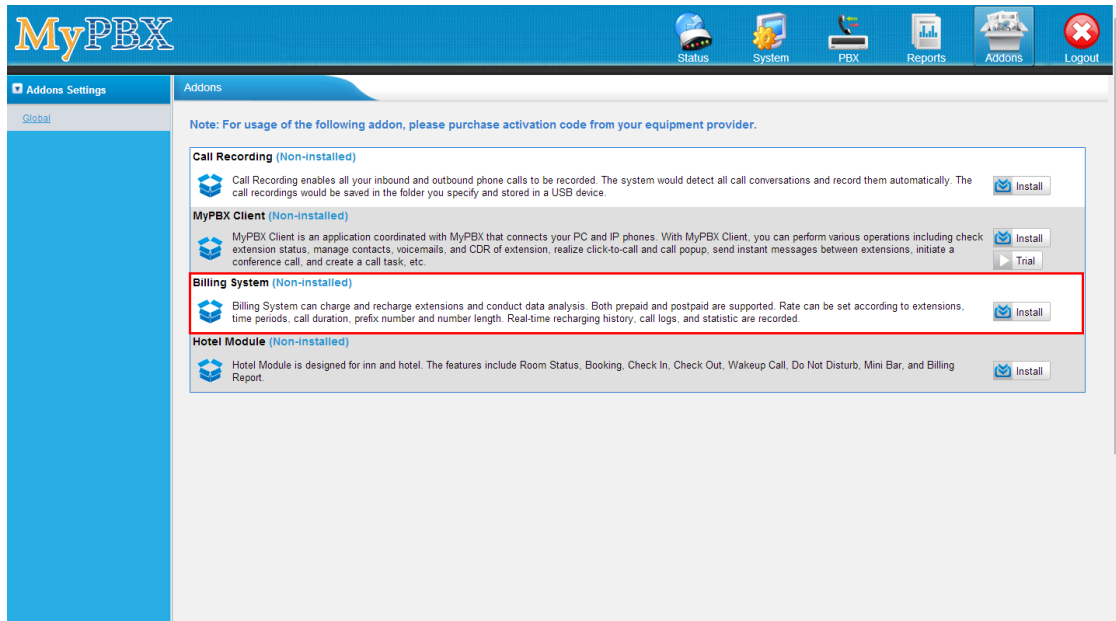 MyPBX
Status System PBX Reports Addons Logout
Addons Settings
Global
Addons
Note: For usage of the following addon, please purchase activation code from your equipment provider.
Call Recording (Non-installed)
Call Recording enables all your inbound and outbound phone calls to be recorded. The system would detect all call conversations and record them automatically. The
call recordings would be saved in the folder you specify and stored in a USB device.
Install
MyPBX Client (Non-installed)
MyPBX Client is an application coordinated with MyPBX that connects your PC and IP phones. With MyPBX Client, you can perform various operations including check
extension status, manage contacts, voicemails, and CDR of extension, realize click-to-call and call popup, send instant messages between extensions, initiate a
conference call, and create a call task, etc.
Install
Trial
Billing System (Non-installed)
Billing System can charge and recharge extensions and conduct data analysis. Both prepaid and postpaid are supported. Rate can be set according to extensions,
time periods, call duration, prefix number and number length. Real-time recharging history, call logs, and statistic are recorded.
Install
Hotel Module (Non-installed)
Hotel Module is designed for inn and hotel. The features include Room Status, Booking, Check In, Check Out, Wakeup Call, Do Not Disturb, Mini Bar, and Billing
Report.
Install